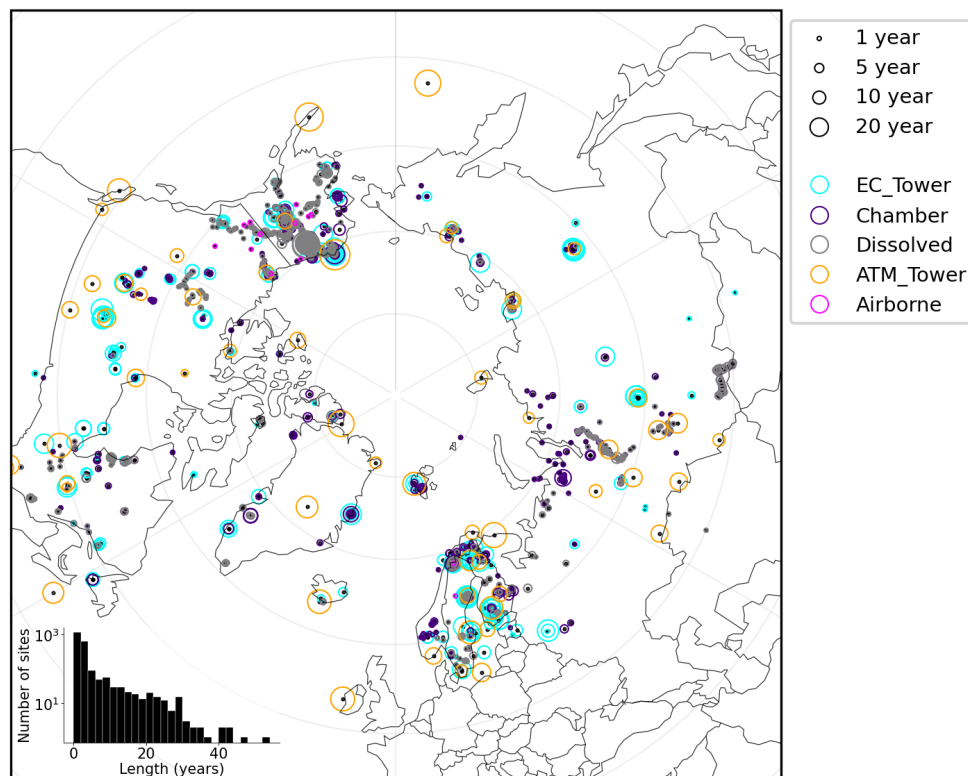 1 year
5 year
10 year
20 year
EC_Tower
Chamber
Dissolved
ATM_Tower
Airborne
Number of sites
10³
10¹
0 20 40
Length (years)